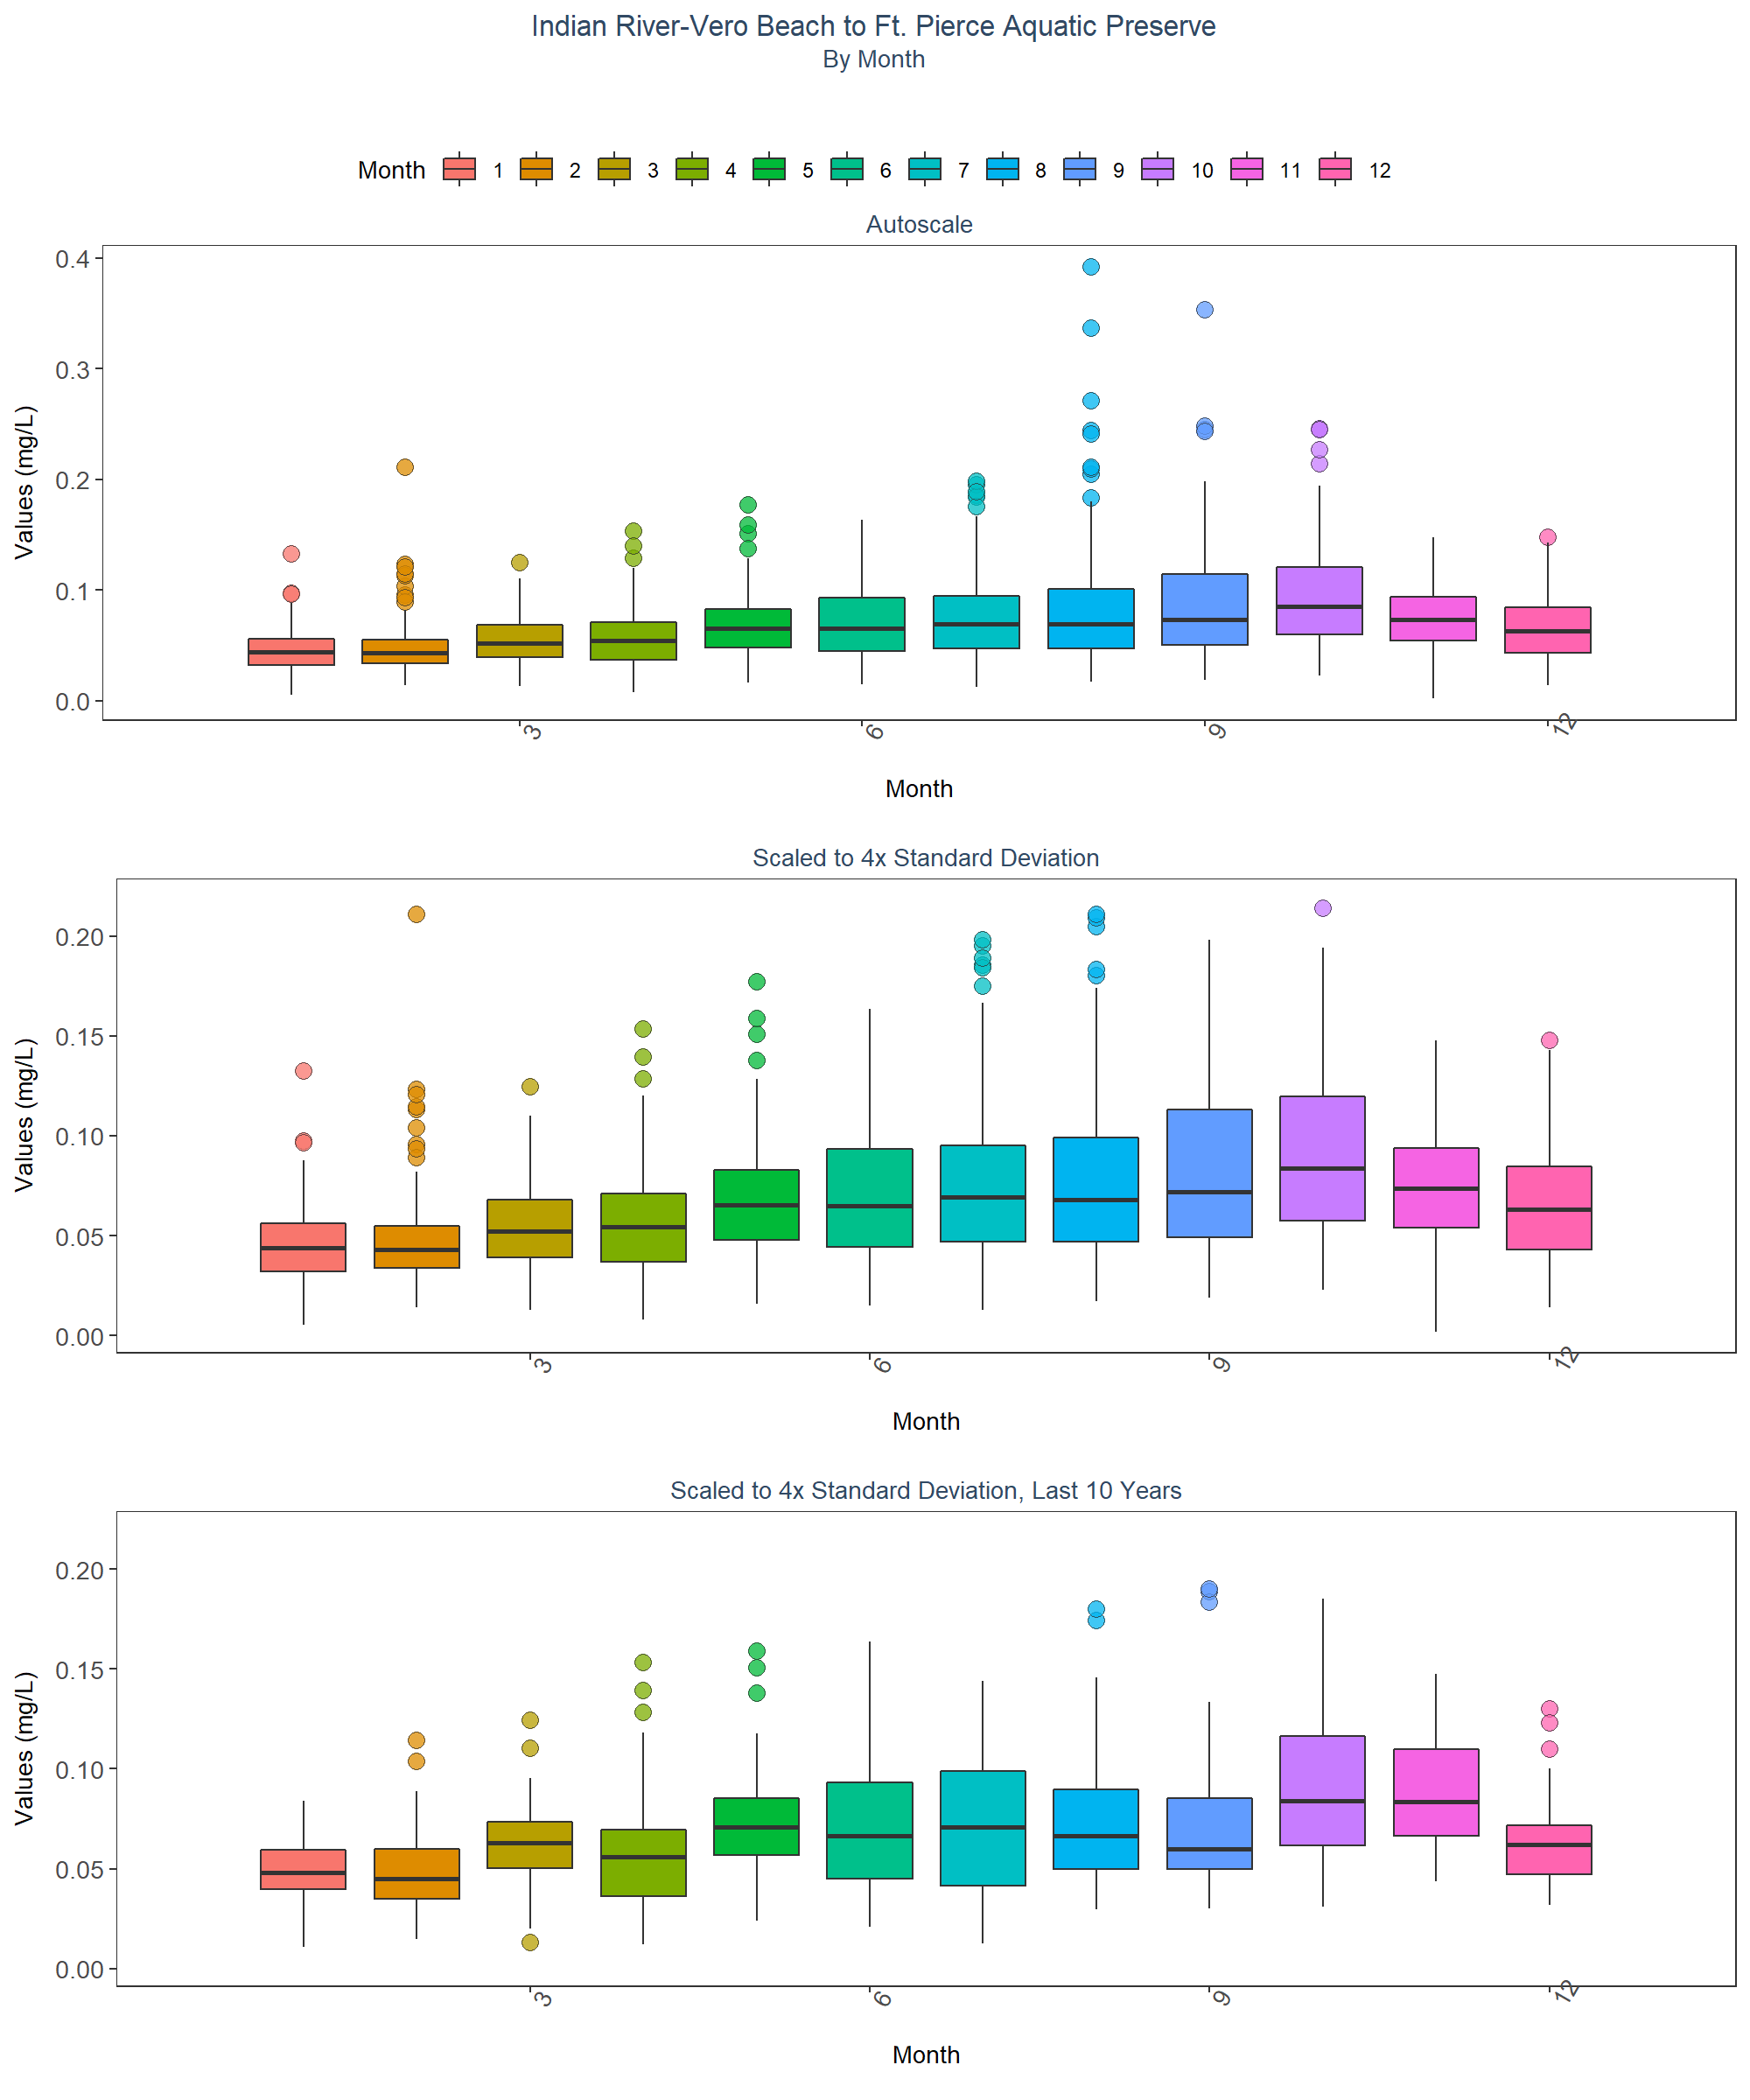 Indian River-Vero Beach to Ft. Pierce Aquatic Preserve
By Month
Month 1 2 3 4 5 6 7 8 9 10 11 12
Autoscale
Values (mg/L)
0.4
0.3
0.2
0.1
0.0
3 6 9 12
Month
Scaled to 4x Standard Deviation
Values (mg/L)
0.20
0.15
0.10
0.05
0.00
3 6 9 12
Month
Scaled to 4x Standard Deviation, Last 10 Years
Values (mg/L)
0.20
0.15
0.10
0.05
0.00
3 6 9 12
Month